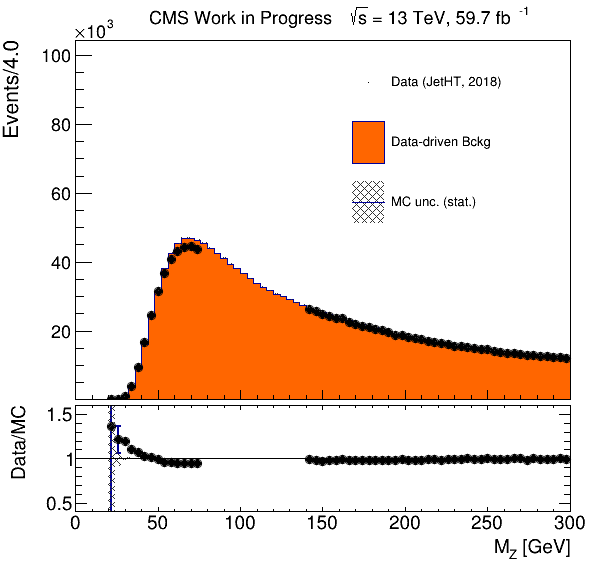 CMS Work in Progress √s = 13 TeV, 59.7 fb⁻¹
×10³
Events/4.0
100
80
60
40
20
Data (JetHT, 2018)
Data-driven Bckg
MC unc. (stat.)
Data/MC
1.5
1
0.5
0 50 100 150 200 250 300
M_Z [GeV]